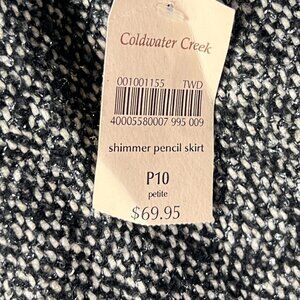 Coldwater Creek
001001155 TWD
40005580007 995 009
shimmer pencil skirt
P10
petite
$69.95